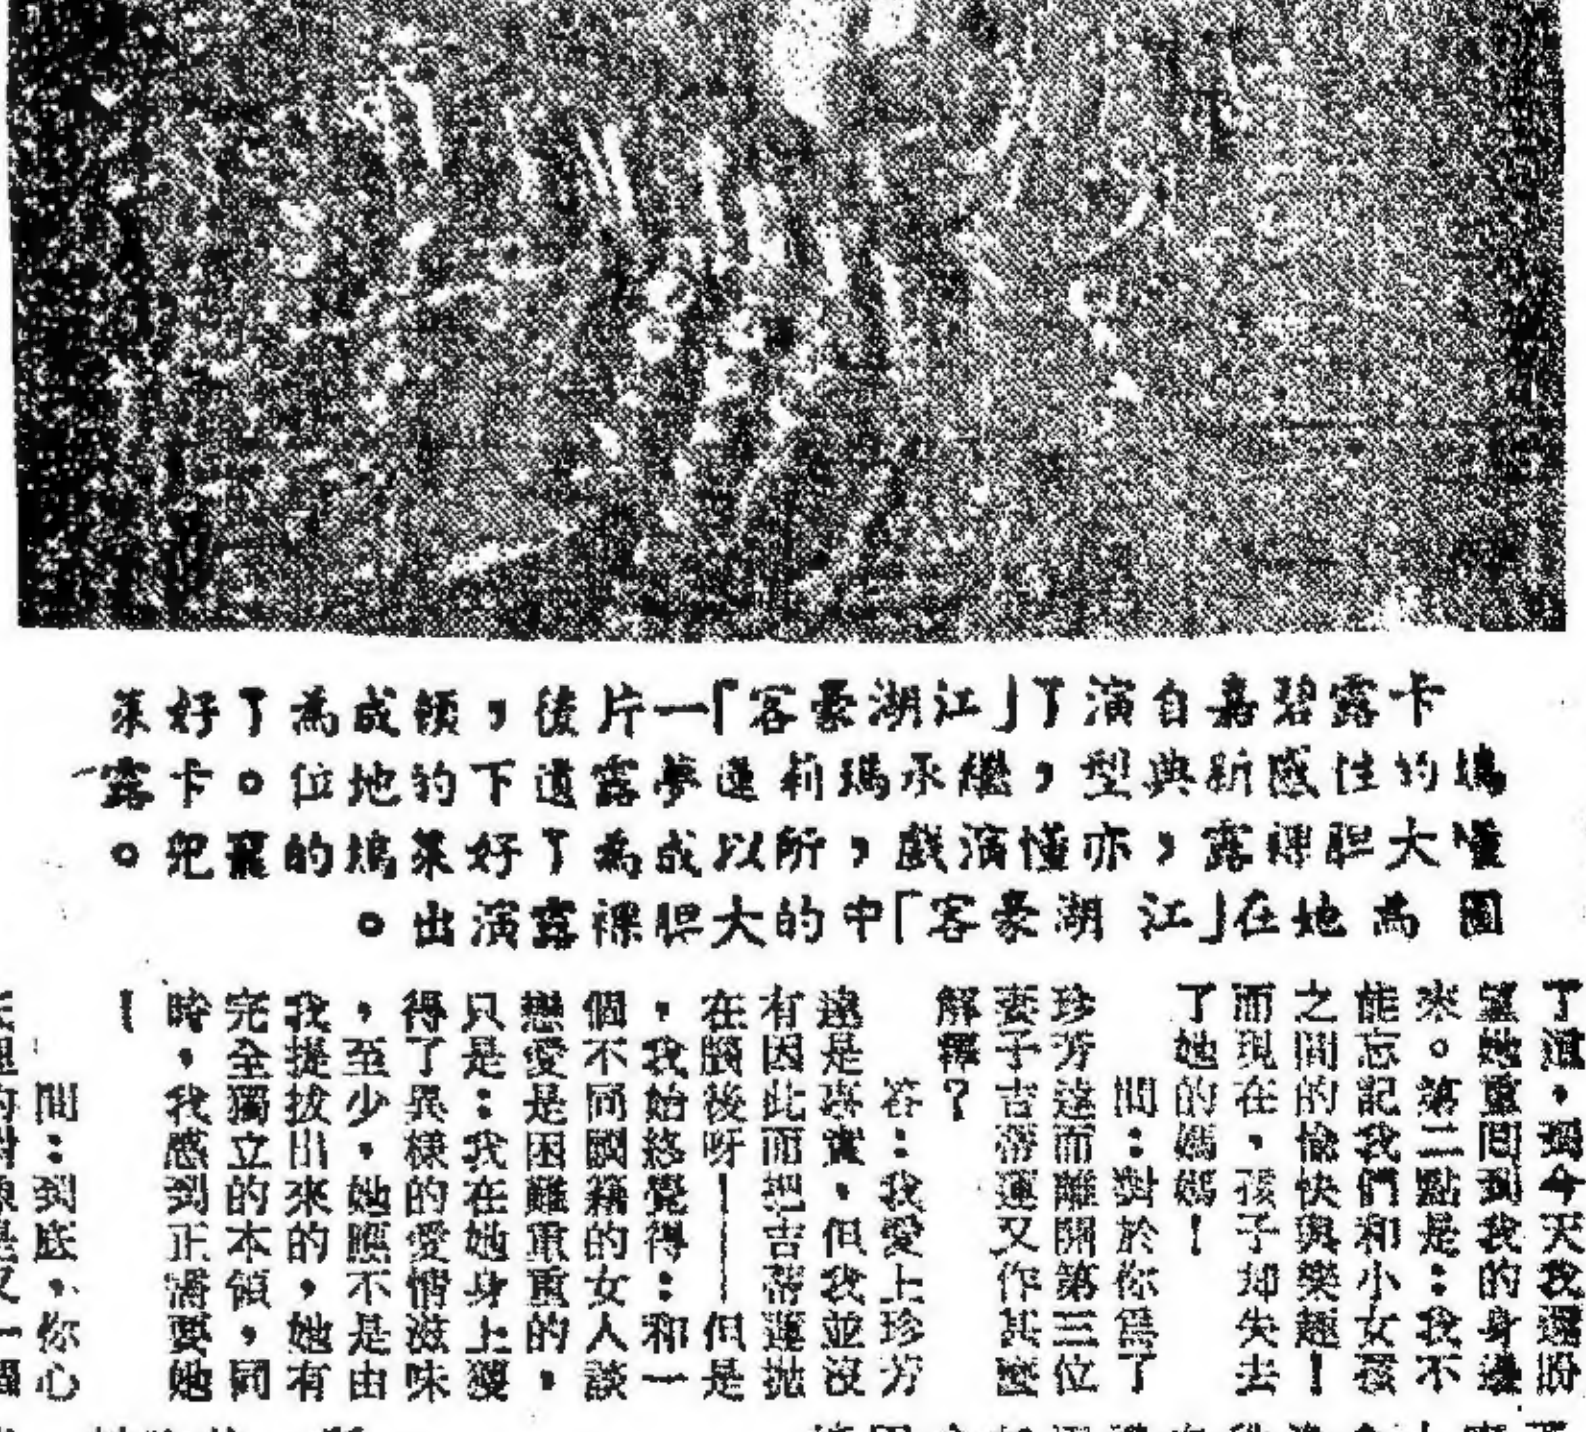 卡露碧嘉自演了「江湖豪客」一片後，頓成為了好萊
塢的性感新典型，繼承瑪莉蓮夢露遺下的地位。卡露
懂大胆裸露，亦懂演戲，所以成為了好萊塢的寵兒。
圖為她在「江湖豪客」中的大胆裸露演出。
了這，到今天我還盼
望她重回到我的身邊
來。第二點是：我不
能忘記我們和小女孩
之間的愉快與樂趣！
而現在，孩子却失去
了她的媽媽！
問：對於你爲了
珍芳達而離開第三位
妻子吉蒂運又作甚麼
解釋？
答：我愛上珍芳
達是事實，但我並沒
有因此而把吉蒂運拋
在腦後呀——但是
，我始終覺得：和一
個不同國籍的女人談
戀愛是困難重重的，
只是：我在她身上獲
得了異樣的愛情滋味
，至少，她應不是由
我提拔出來的，她有
完全獨立的本領，同
時，我感到正需要她
！
問：到底，你心